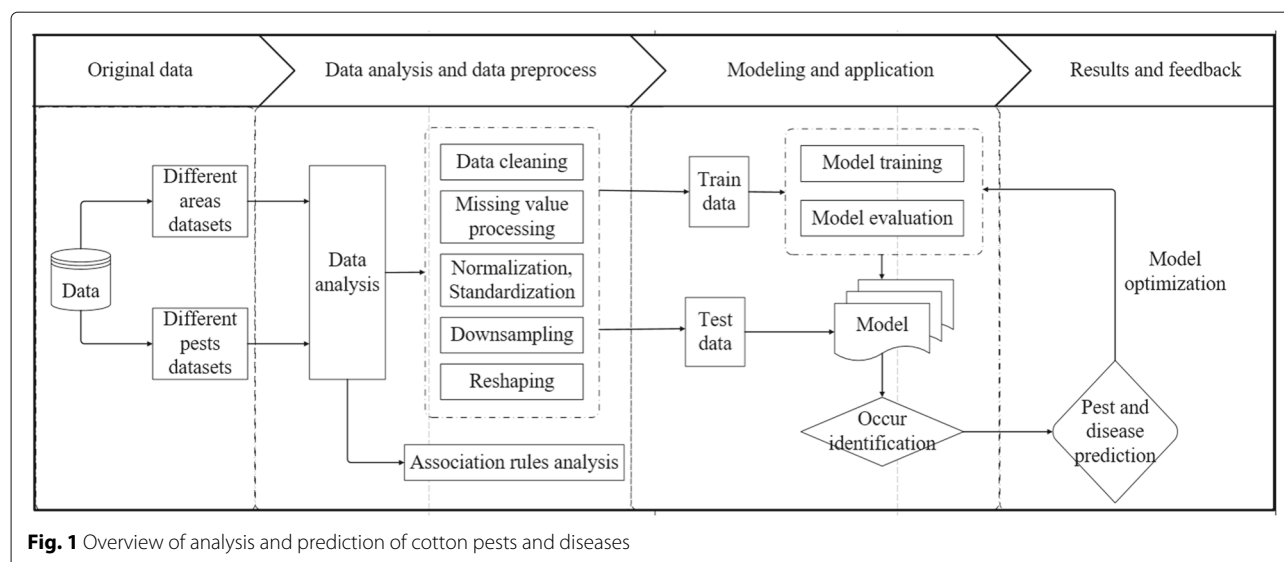 Original data
Data analysis and data preprocess
Modeling and application
Results and feedback
Data
Different
areas
datasets
Different
pests
datasets
Data
analysis
Data cleaning
Missing value
processing
Normalization,
Standardization
Downsampling
Reshaping
Association rules analysis
Train
data
Test
data
Model training
Model evaluation
Model
Occur
identification
Pest and
disease
prediction
Model
optimization
Fig. 1 Overview of analysis and prediction of cotton pests and diseases